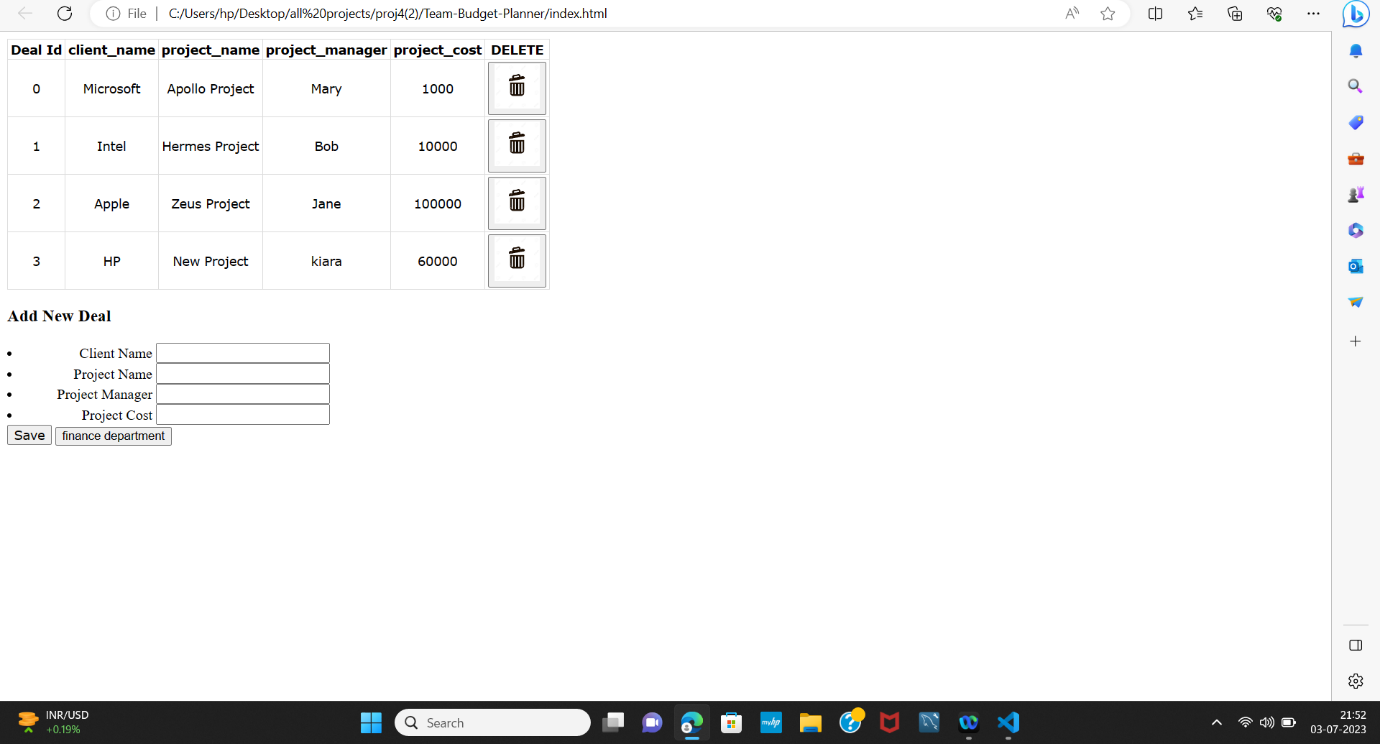 File | C:/Users/hp/Desktop/all%20projects/proj4(2)/Team-Budget-Planner/index.html
Deal Id client_name project_name project_manager project_cost DELETE
0 Microsoft Apollo Project Mary 1000
1 Intel Hermes Project Bob 10000
2 Apple Zeus Project Jane 100000
3 HP New Project kiara 60000
Add New Deal
Client Name
Project Name
Project Manager
Project Cost
Save finance department
INR/USD
+0.19%
Search
myhp
21:52
03-07-2023